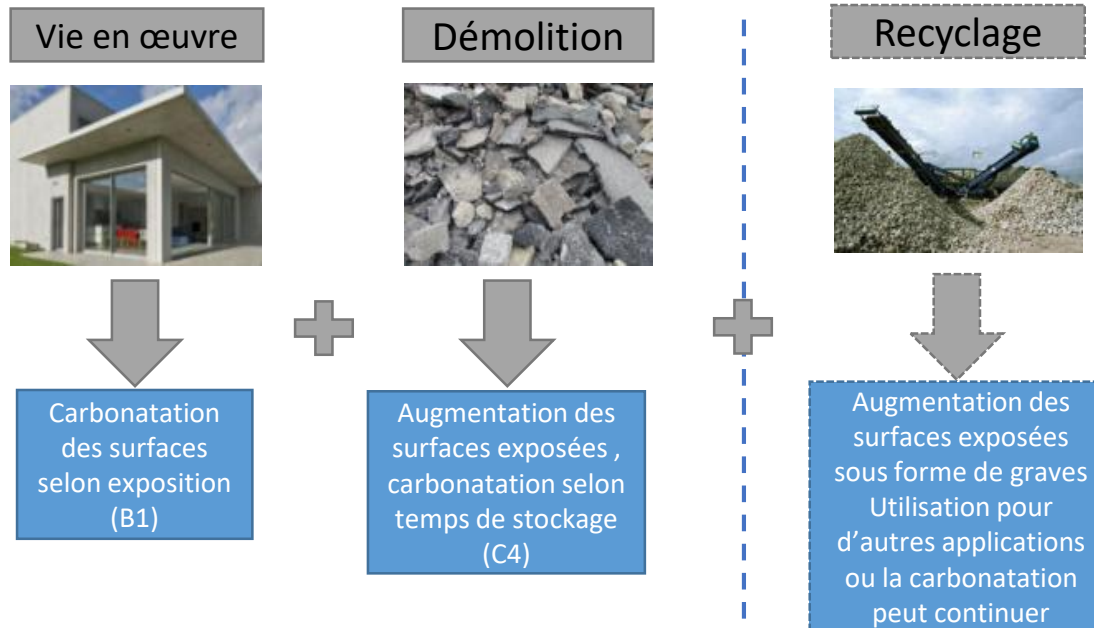 Vie en œuvre
Démolition
Recyclage
Carbonatation
des surfaces
selon exposition
(B1)
Augmentation des
surfaces exposées ,
carbonatation selon
temps de stockage
(C4)
Augmentation des
surfaces exposées
sous forme de graves
Utilisation pour
d’autres applications
ou la carbonatation
peut continuer